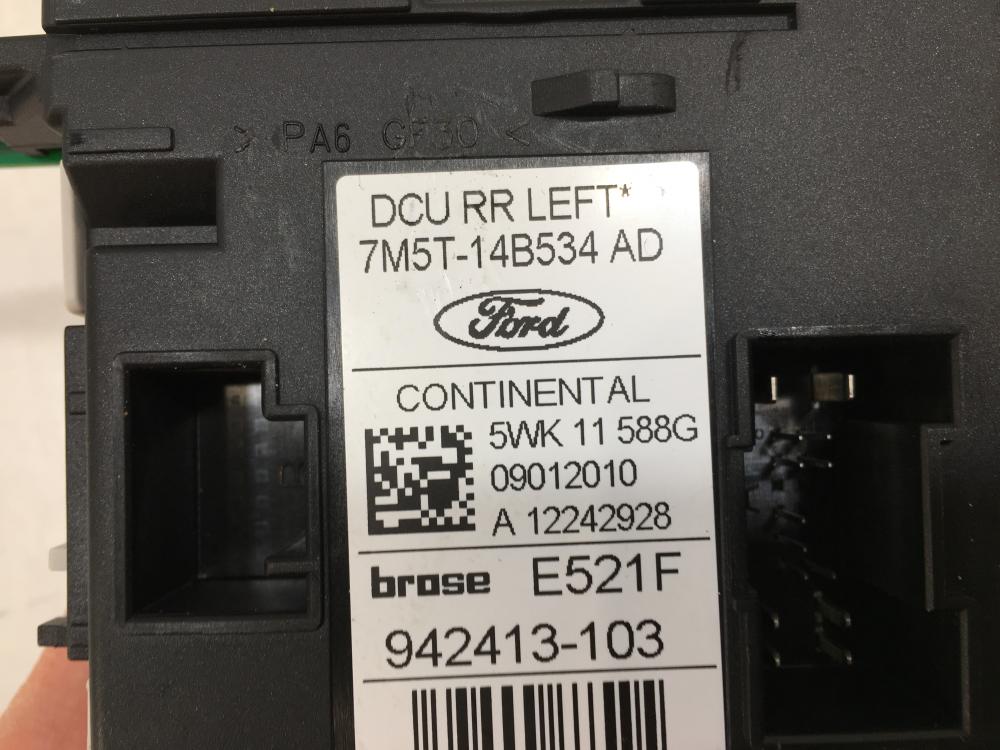 > PA6 GF30 <
DCU RR LEFT*
7M5T-14B534 AD
Ford
CONTINENTAL
5WK 11 588G
09012010
A 12242928
brose E521F
942413-103